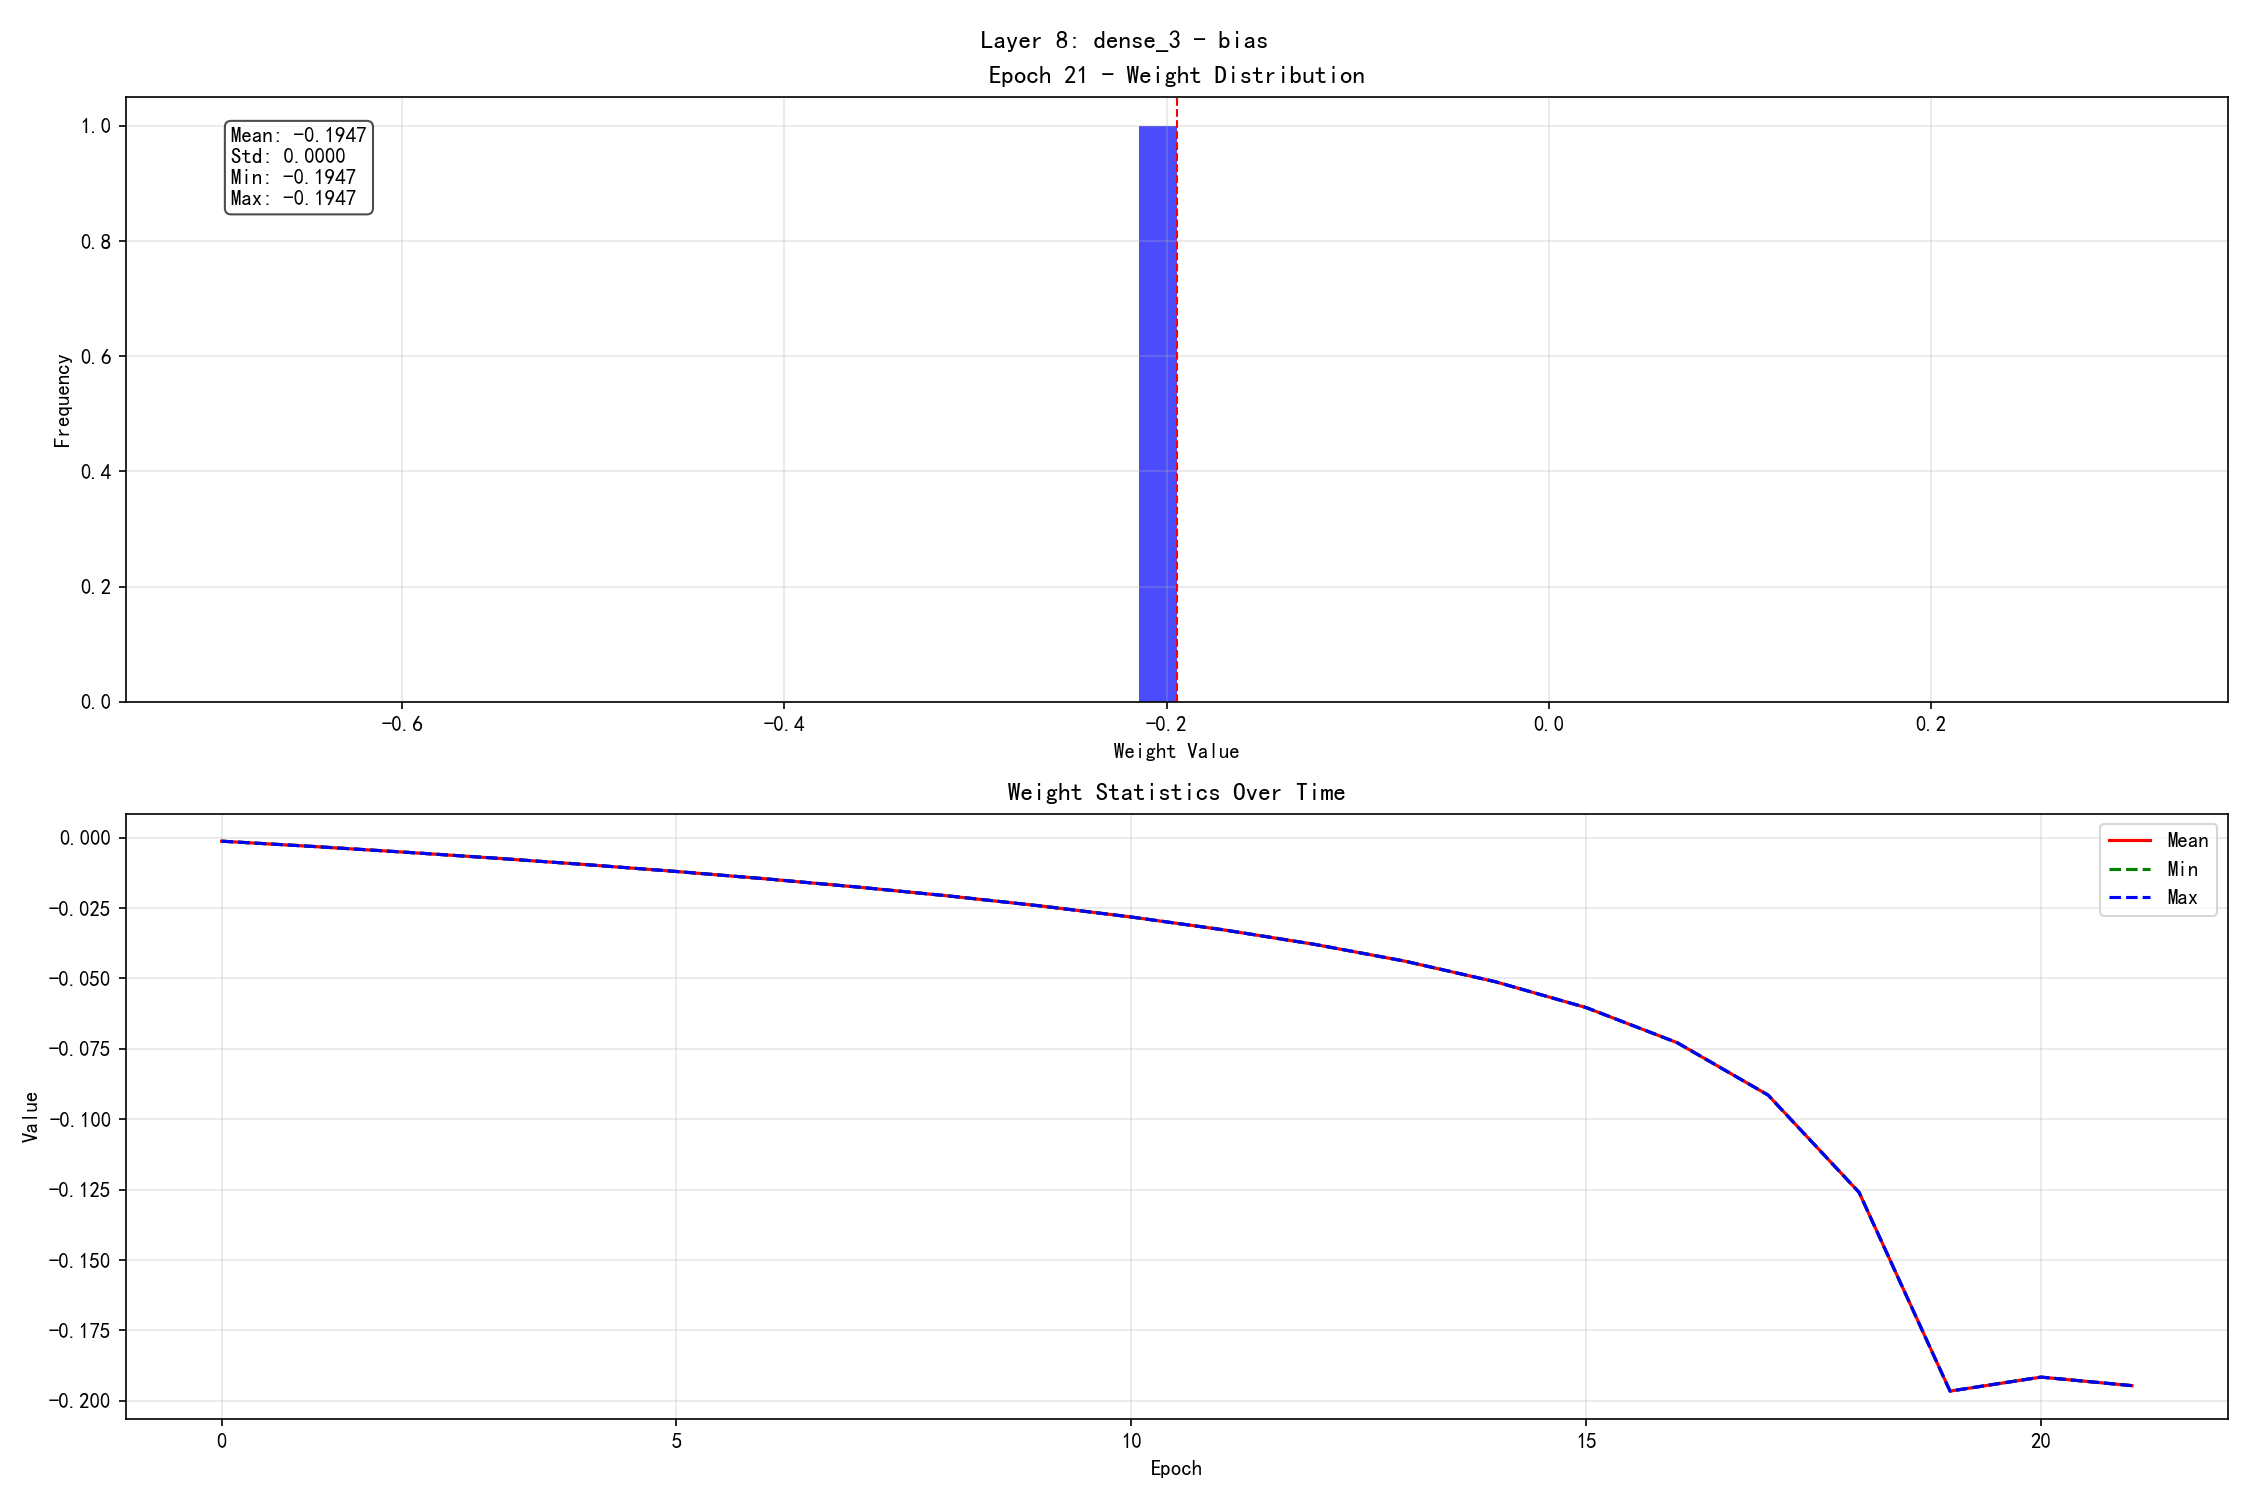 Layer 8: dense_3 - bias
Epoch 21 - Weight Distribution
Mean: -0.1947
Std: 0.0000
Min: -0.1947
Max: -0.1947
Frequency
1.0
0.8
0.6
0.4
0.2
0.0
-0.6 -0.4 -0.2 0.0 0.2
Weight Value
Weight Statistics Over Time
Mean
Min
Max
Value
0.000
-0.025
-0.050
-0.075
-0.100
-0.125
-0.150
-0.175
-0.200
0 5 10 15 20
Epoch